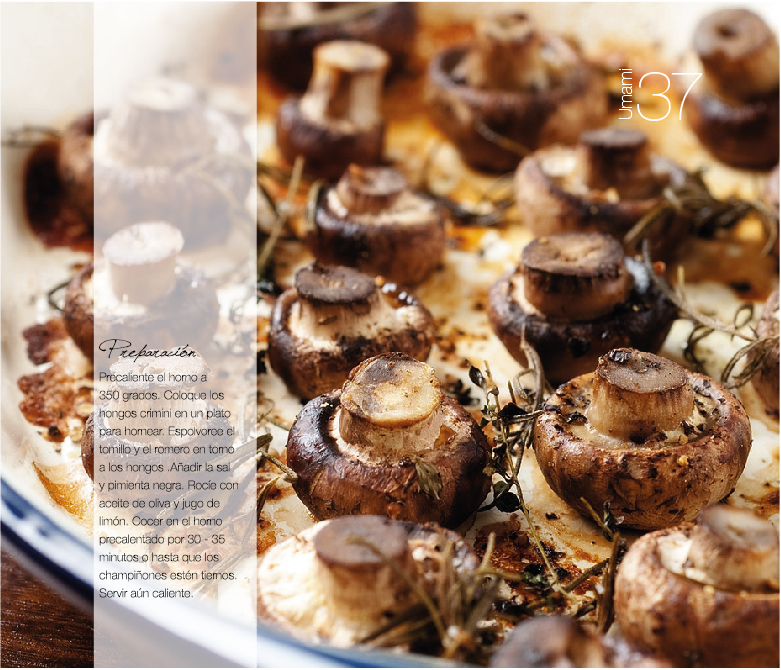 Umami 37
Preparación
Precaliente el horno a
350 grados. Coloque los
hongos crimini en un plato
para hornear. Espolvoree el
tomillo y el romero en torno
a los hongos .Añadir la sal
y pimienta negra. Rocíe con
aceite de oliva y jugo de
limón. Cocer en el horno
precalentado por 30 - 35
minutos o hasta que los
champiñones estén tiernos.
Servir aún caliente.